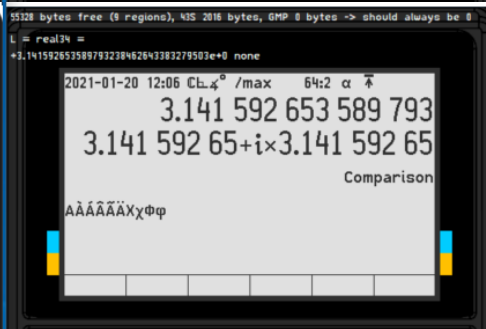 55328 bytes free (9 regions), 43S 2016 bytes, GMP 0 bytes -> should always be 0
L = real34 =
+3.141592653589793238462643383279503e+0 none
2021-01-20 12:06 ℂ∟∡° /max 64:2 α
3.141 592 653 589 793
3.141 592 65+i×3.141 592 65
Comparison
AÀÁÂÃÄΧχΦφ